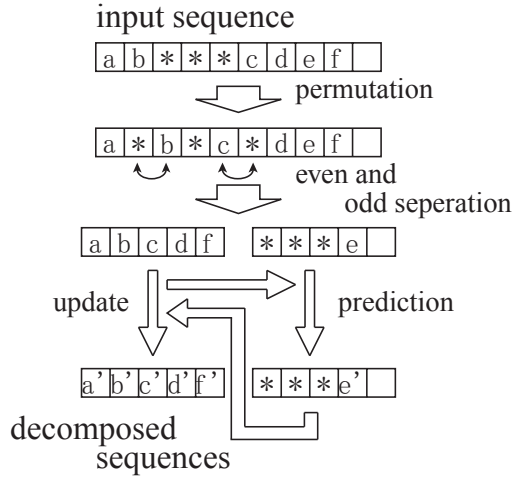 input sequence
a b * * * c d e f
permutation
a * b * c * d e f
even and
odd seperation
a b c d f * * * e
update
prediction
a' b' c' d' f' * * * e'
decomposed
sequences